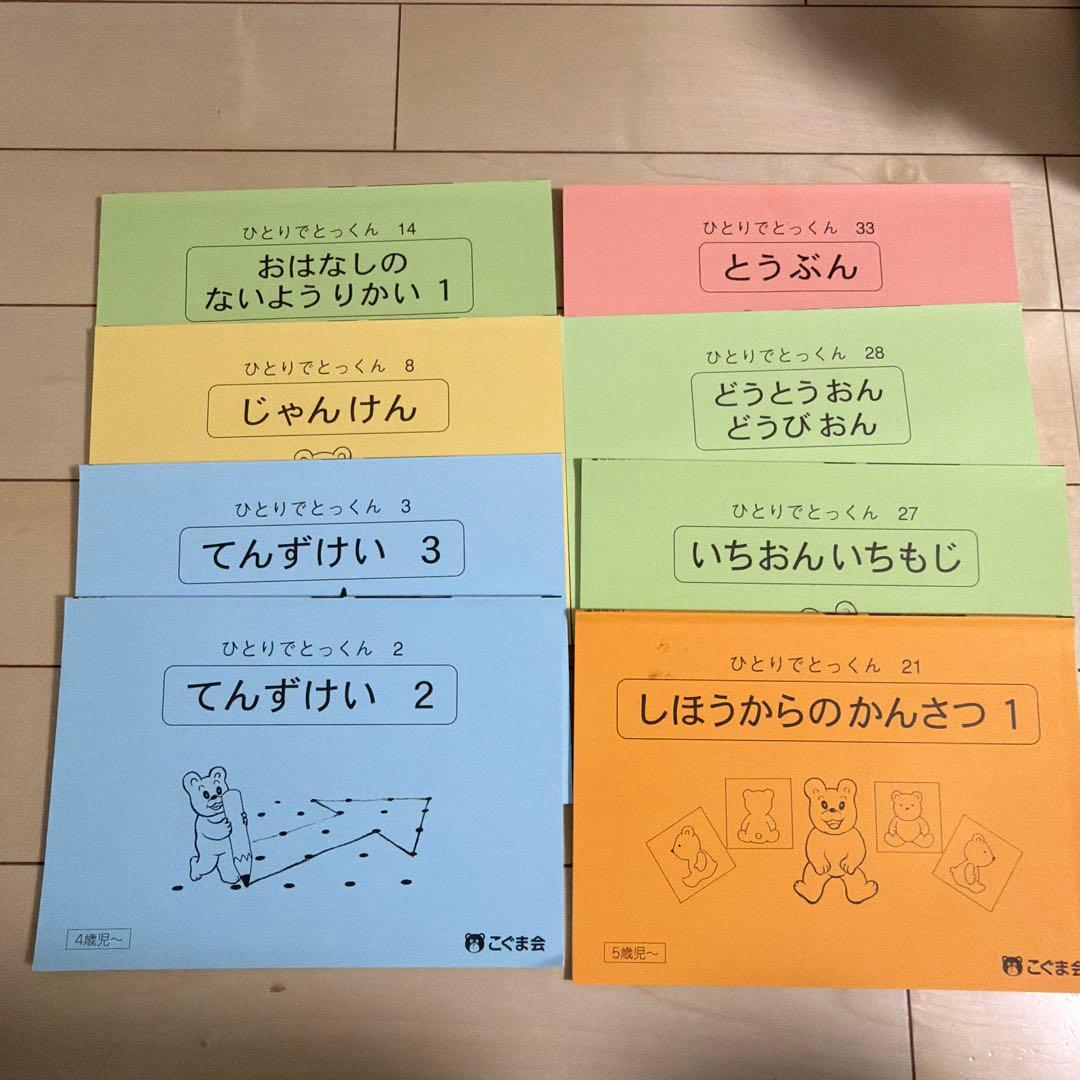 ひとりでとっくん 14
おはなしの
ないようりかい 1
ひとりでとっくん 8
じゃんけん
ひとりでとっくん 3
てんずけい 3
ひとりでとっくん 2
てんずけい 2
4歳児～
こぐま会
ひとりでとっくん 33
とうぶん
ひとりでとっくん 28
どうとうおん
どうびおん
ひとりでとっくん 27
いちおんいちもじ
ひとりでとっくん 21
しほうからのかんさつ 1
5歳児～
こぐま会